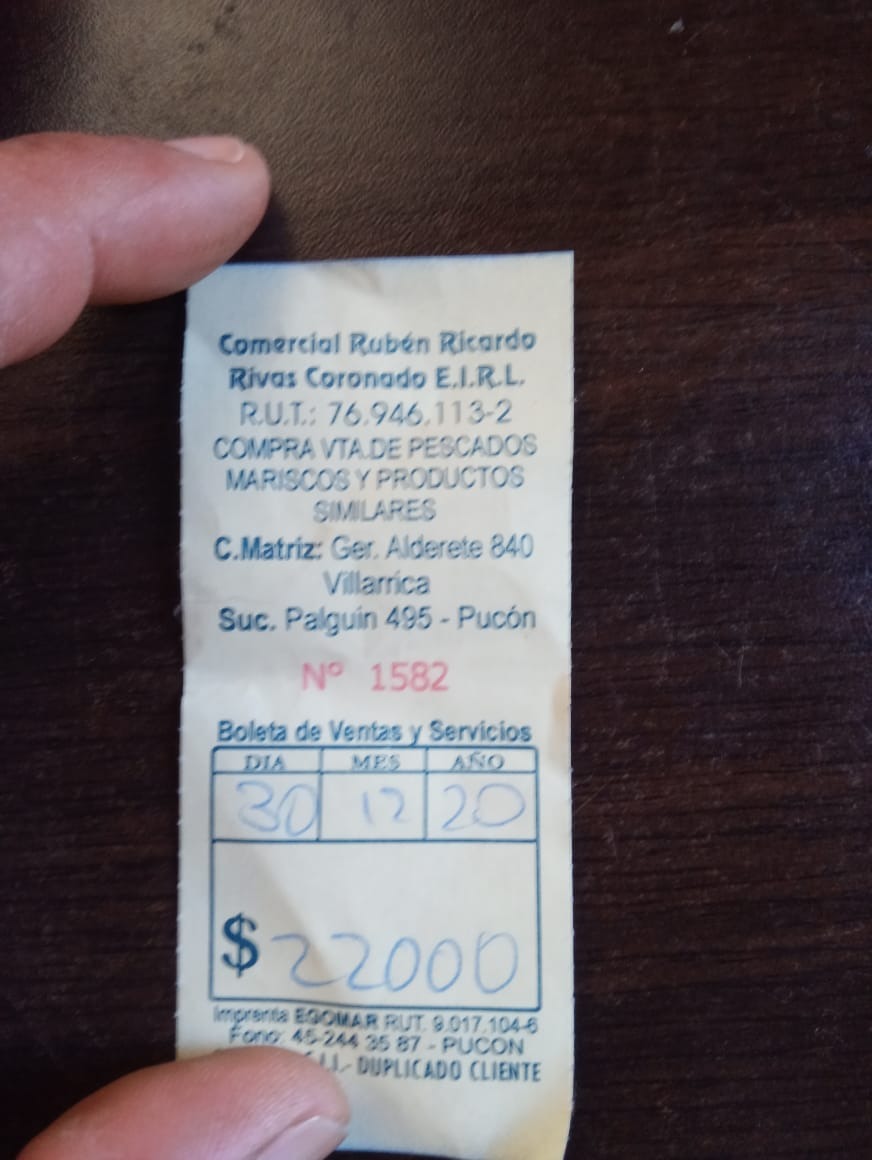 Comercial Rubén Ricardo
Rivas Coronado E.I.R.L.
R.U.T.: 76.946.113-2
COMPRA VTA.DE PESCADOS
MARISCOS Y PRODUCTOS
SIMILARES
C.Matriz: Ger. Alderete 840
Villarrica
Suc. Palguin 495 - Pucón
Nº 1582
Boleta de Ventas y Servicios
DIA MES AÑO
30 12 20
$ 22000
Imprenta EGOMAR RUT. 9.017.104-6
Fono: 45-244 35 87 - PUCON
DUPLICADO CLIENTE